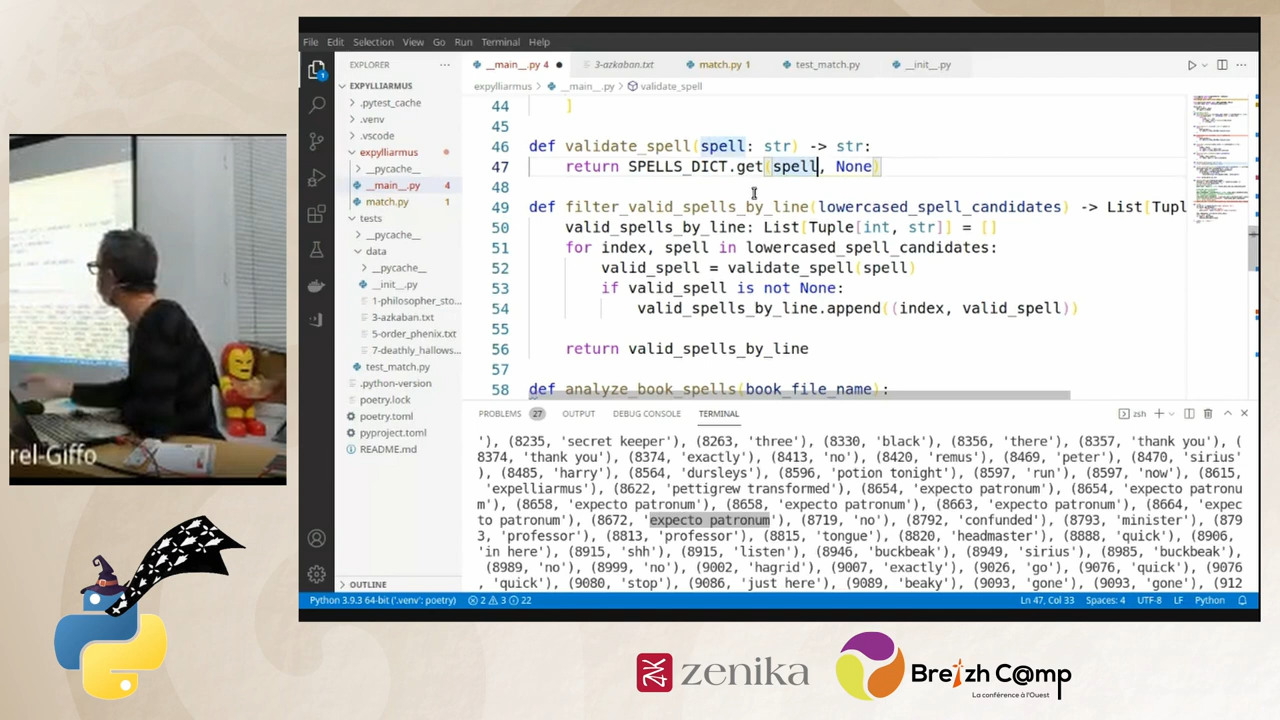 File Edit Selection View Go Run Terminal Help
EXPLORER
EXPYLLIARMUS
.pytest_cache
.venv
.vscode
expylliarmus
__pycache__
__main__.py 4
match.py 1
tests
__pycache__
data
__pycache__
__init__.py
1-philosopher_sto...
3-azkaban.txt
5-order_phenix.txt
7-deathly_hallows...
test_match.py
.python-version
poetry.lock
poetry.toml
pyproject.toml
README.md
OUTLINE
__main__.py 4 3-azkaban.txt match.py 1 test_match.py __init__.py
expylliarmus > __main__.py > validate_spell
44 ]
45
46 def validate_spell(spell: str) -> str:
47 return SPELLS_DICT.get(spell, None)
48
49 def filter_valid_spells_by_line(lowercased_spell_candidates) -> List[Tupl
50 valid_spells_by_line: List[Tuple[int, str]] = []
51 for index, spell in lowercased_spell_candidates:
52 valid_spell = validate_spell(spell)
53 if valid_spell is not None:
54 valid_spells_by_line.append((index, valid_spell))
55
56 return valid_spells_by_line
57
58 def analyze_book_spells(book_file_name):
PROBLEMS 27 OUTPUT DEBUG CONSOLE TERMINAL zsh
'), (8235, 'secret keeper'), (8263, 'three'), (8330, 'black'), (8356, 'there'), (8357, 'thank you'), (
8374, 'thank you'), (8374, 'exactly'), (8413, 'no'), (8420, 'remus'), (8469, 'peter'), (8470, 'sirius'
), (8485, 'harry'), (8564, 'dursleys'), (8596, 'potion tonight'), (8597, 'run'), (8597, 'now'), (8615,
'expelliarmus'), (8622, 'pettigrew transformed'), (8654, 'expecto patronum'), (8654, 'expecto patronu
m'), (8658, 'expecto patronum'), (8658, 'expecto patronum'), (8663, 'expecto patronum'), (8664, 'expec
to patronum'), (8672, 'expecto patronum'), (8719, 'no'), (8792, 'confunded'), (8793, 'minister'), (879
3, 'professor'), (8813, 'professor'), (8815, 'tongue'), (8820, 'headmaster'), (8888, 'quick'), (8906,
'in here'), (8915, 'shh'), (8915, 'listen'), (8946, 'buckbeak'), (8949, 'sirius'), (8985, 'buckbeak'),
(8989, 'no'), (8999, 'no'), (9002, 'hagrid'), (9007, 'exactly'), (9026, 'go'), (9076, 'quick'), (9076
, 'quick'), (9080, 'stop'), (9086, 'just here'), (9089, 'beaky'), (9093, 'gone'), (9093, 'gone'), (912
Python 3.9.3 64-bit ('.venv': poetry) 2 3 22 Ln 47, Col 33 Spaces: 4 UTF-8 LF Python
rel-Giffo
zenika
Breizh C@mp
La conférence à l'Ouest